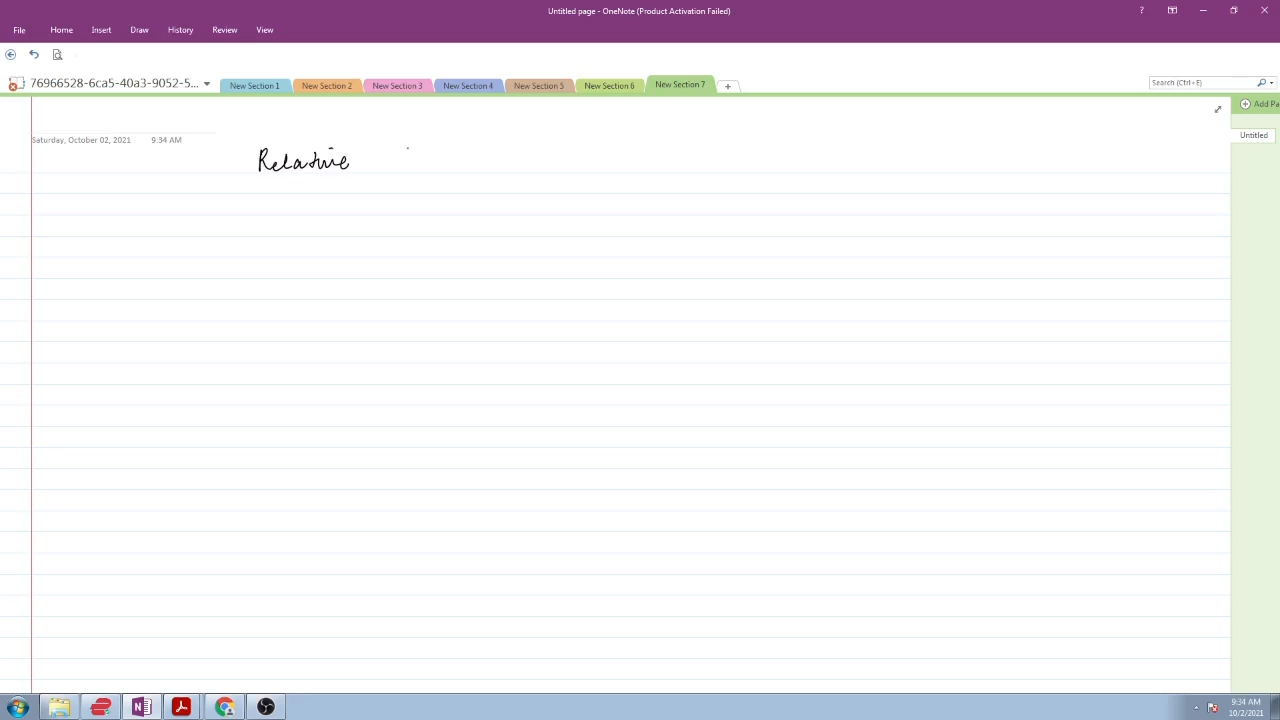 Untitled page - OneNote (Product Activation Failed)
File Home Insert Draw History Review View
76966528-6ca5-40a3-9052-5... New Section 1 New Section 2 New Section 3 New Section 4 New Section 5 New Section 6 New Section 7 Search (Ctrl+E)
Add Pa
Untitled
Saturday, October 02, 2021 9:34 AM
Relative
9:34 AM
10/2/2021